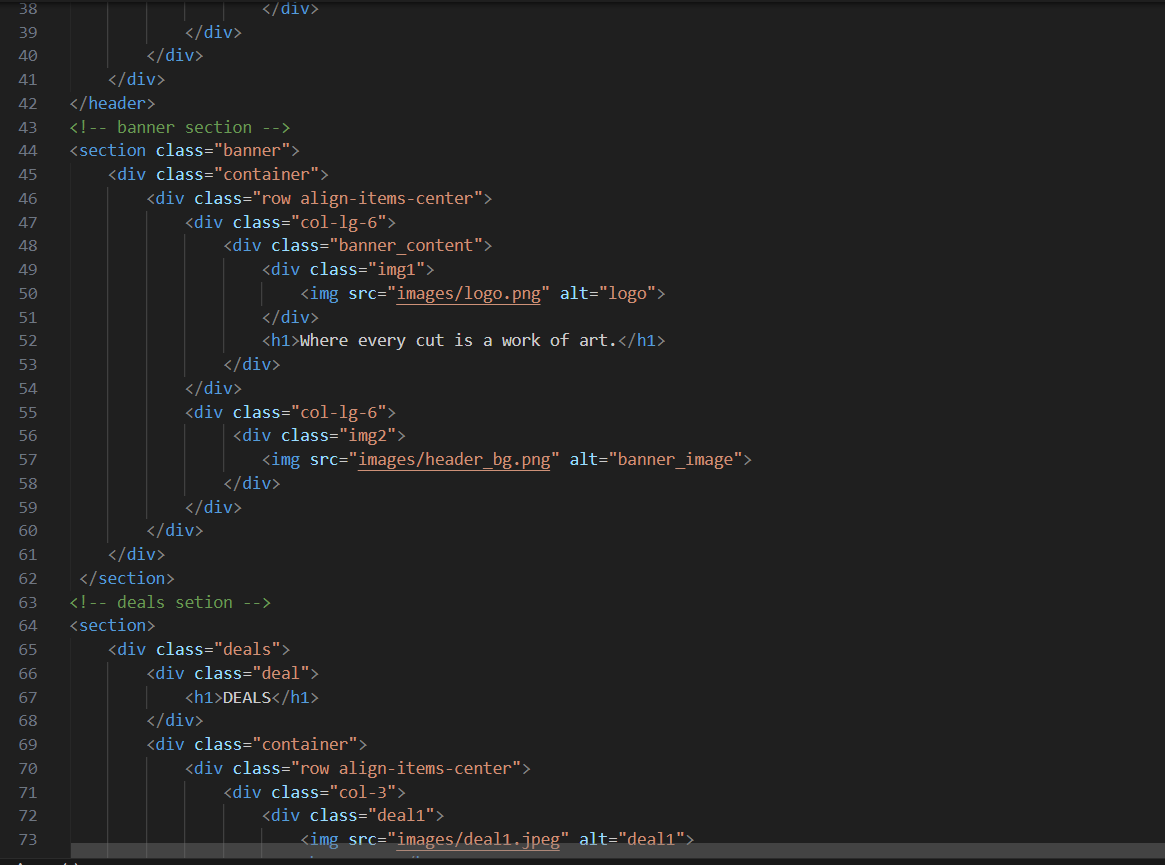 38 </div>
39 </div>
40 </div>
41 </div>
42 </header>
43 <!-- banner section -->
44 <section class="banner">
45 <div class="container">
46 <div class="row align-items-center">
47 <div class="col-lg-6">
48 <div class="banner_content">
49 <div class="img1">
50 <img src="images/logo.png" alt="logo">
51 </div>
52 <h1>Where every cut is a work of art.</h1>
53 </div>
54 </div>
55 <div class="col-lg-6">
56 <div class="img2">
57 <img src="images/header_bg.png" alt="banner_image">
58 </div>
59 </div>
60 </div>
61 </div>
62 </section>
63 <!-- deals setion -->
64 <section>
65 <div class="deals">
66 <div class="deal">
67 <h1>DEALS</h1>
68 </div>
69 <div class="container">
70 <div class="row align-items-center">
71 <div class="col-3">
72 <div class="deal1">
73 <img src="images/deal1.jpeg" alt="deal1">